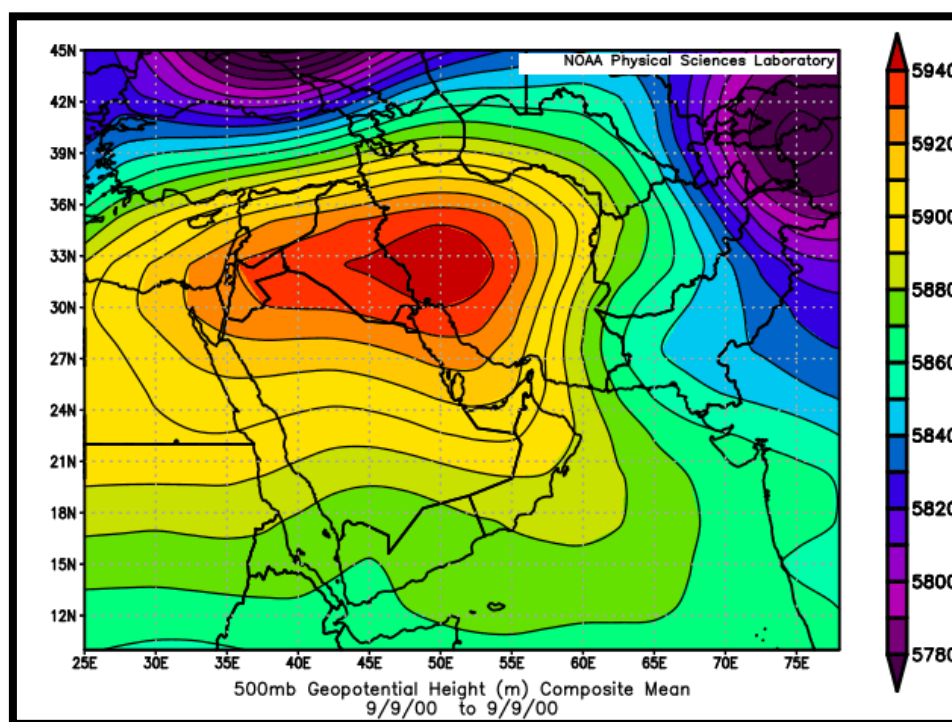 NOAA Physical Sciences Laboratory
45N
42N
39N
36N
33N
30N
27N
24N
21N
18N
15N
12N
25E 30E 35E 40E 45E 50E 55E 60E 65E 70E 75E
5940
5920
5900
5880
5860
5840
5820
5800
5780
500mb Geopotential Height (m) Composite Mean
9/9/00 to 9/9/00